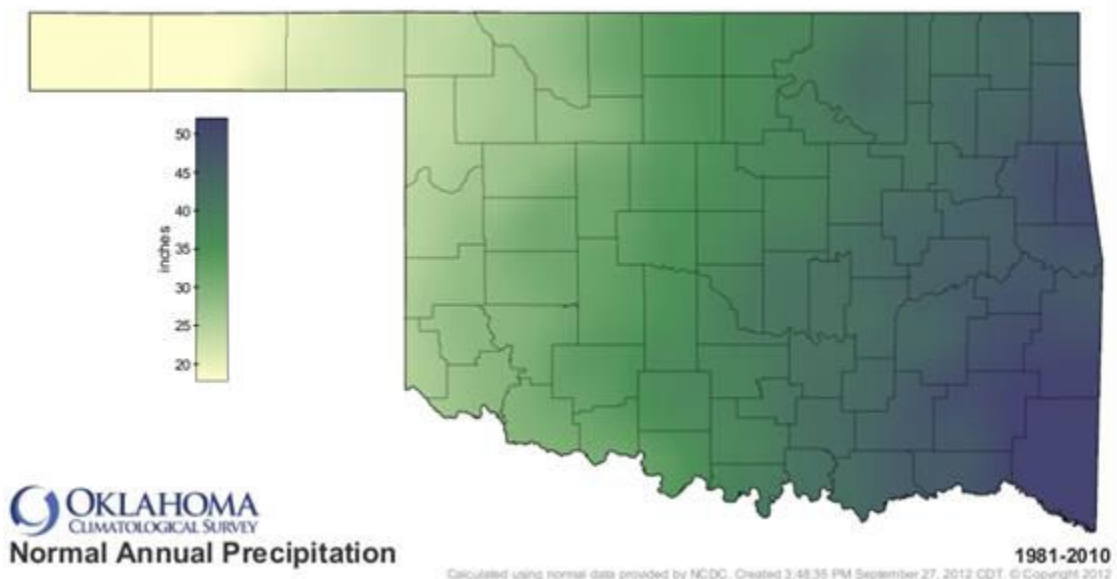 50
45
40
35
30
25
20
inches
OKLAHOMA
CLIMATOLOGICAL SURVEY
Normal Annual Precipitation
1981-2010
Calculated using normal data provided by NCDC. Created 3:48:35 PM September 27, 2012 CDT. © Copyright 2012